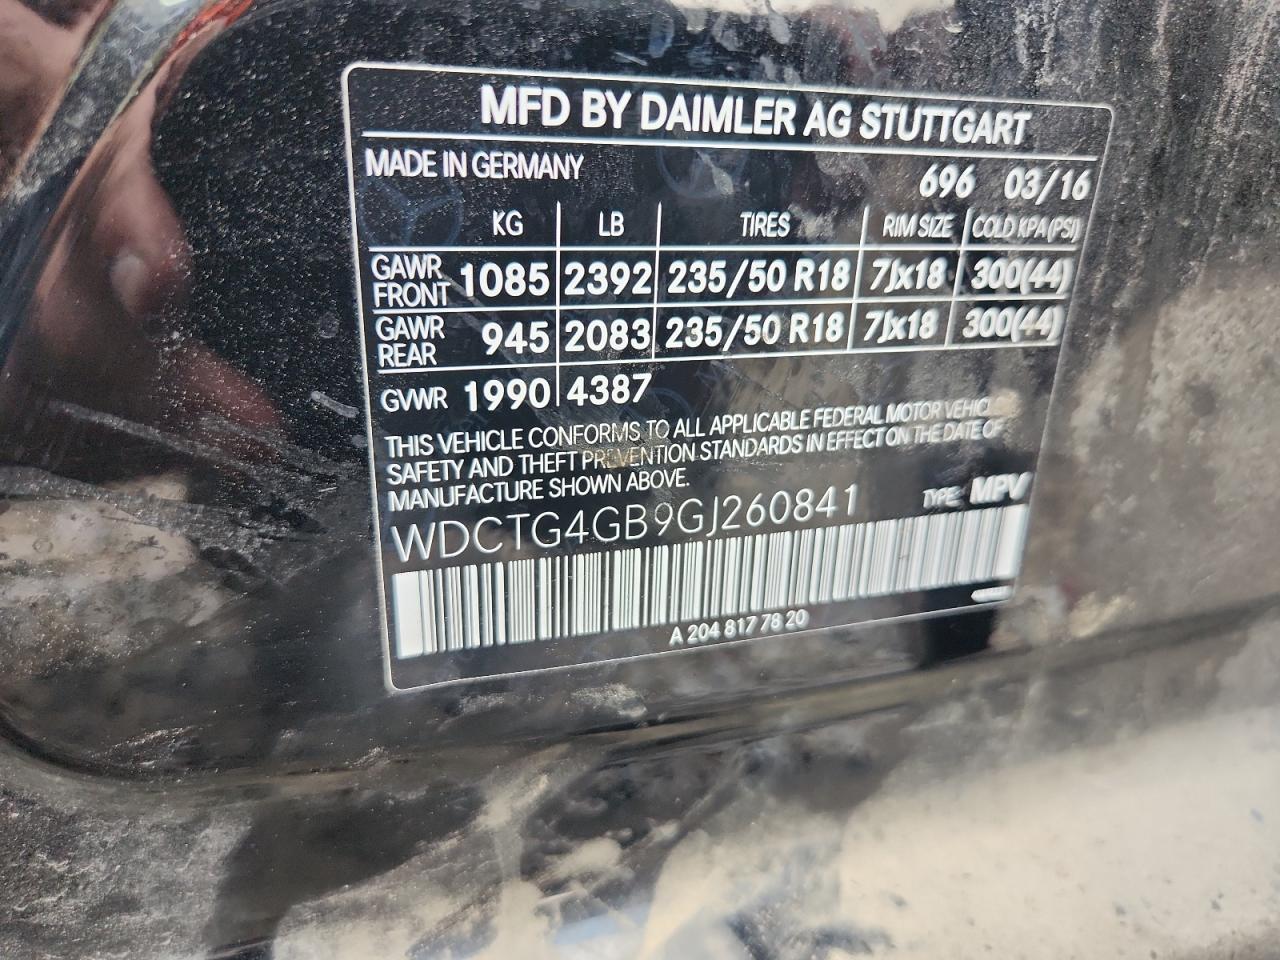 MFD BY DAIMLER AG STUTTGART
MADE IN GERMANY 696 03/16
KG LB TIRES RIM SIZE COLD KPA(PSI)
GAWR FRONT 1085 2392 235/50 R18 7Jx18 300(44)
GAWR REAR 945 2083 235/50 R18 7Jx18 300(44)
GVWR 1990 4387
THIS VEHICLE CONFORMS TO ALL APPLICABLE FEDERAL MOTOR VEHICLE
SAFETY AND THEFT PREVENTION STANDARDS IN EFFECT ON THE DATE OF
MANUFACTURE SHOWN ABOVE.
WDCTG4GB9GJ260841 TYPE: MPV
A 204 817 78 20